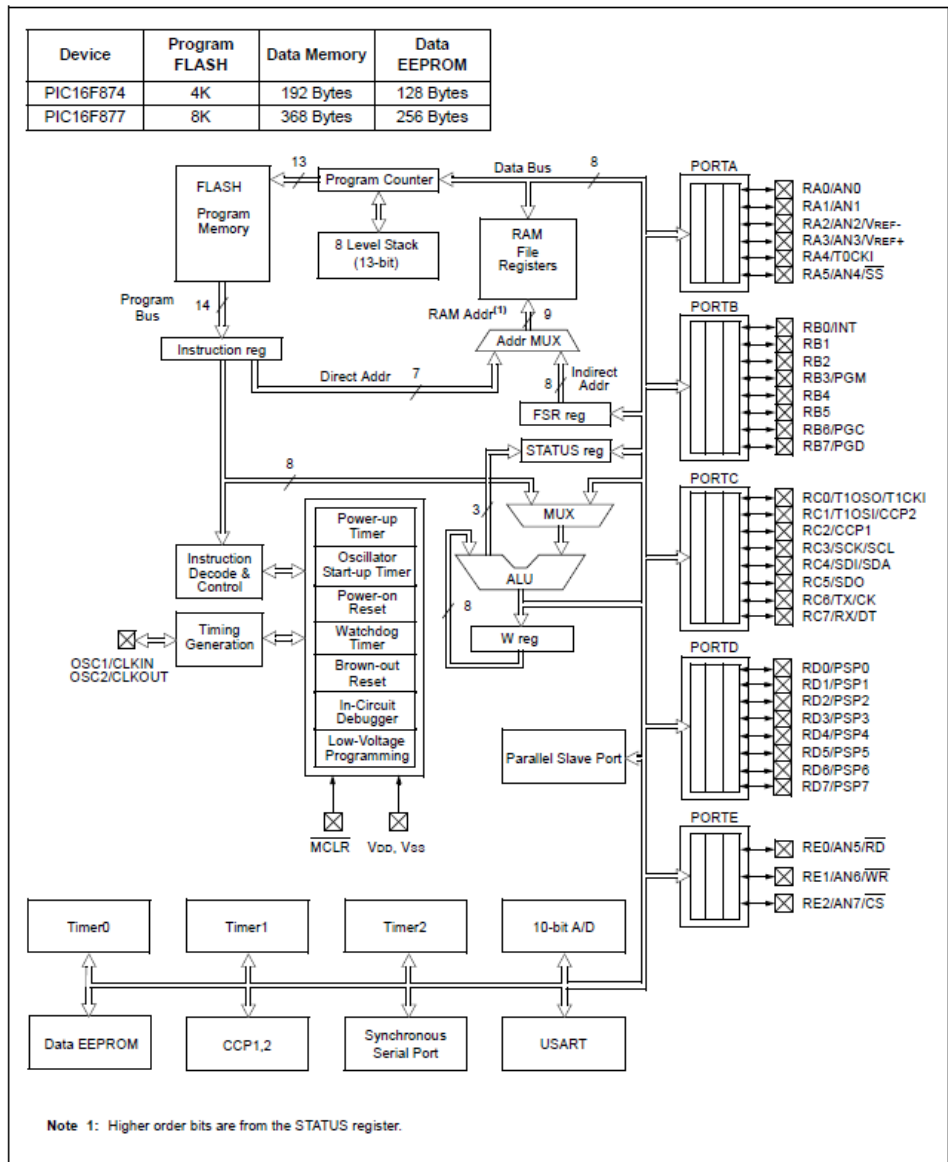 Device Program FLASH Data Memory Data EEPROM
PIC16F874 4K 192 Bytes 128 Bytes
PIC16F877 8K 368 Bytes 256 Bytes
13
Data Bus
8
PORTA
FLASH
Program
Memory
Program Counter
8 Level Stack
(13-bit)
RAM
File
Registers
RA0/AN0
RA1/AN1
RA2/AN2/VREF-
RA3/AN3/VREF+
RA4/T0CKI
RA5/AN4/SS
Program
Bus
14
RAM Addr(1)
9
PORTB
Instruction reg
Addr MUX
Direct Addr
7
8
Indirect
Addr
FSR reg
RB0/INT
RB1
RB2
RB3/PGM
RB4
RB5
RB6/PGC
RB7/PGD
STATUS reg
8
3
MUX
PORTC
Power-up
Timer
Instruction
Decode &
Control
Oscillator
Start-up Timer
ALU
Power-on
Reset
8
RC0/T1OSO/T1CKI
RC1/T1OSI/CCP2
RC2/CCP1
RC3/SCK/SCL
RC4/SDI/SDA
RC5/SDO
RC6/TX/CK
RC7/RX/DT
Timing
Generation
Watchdog
Timer
W reg
OSC1/CLKIN
OSC2/CLKOUT
Brown-out
Reset
In-Circuit
Debugger
Low-Voltage
Programming
PORTD
Parallel Slave Port
RD0/PSP0
RD1/PSP1
RD2/PSP2
RD3/PSP3
RD4/PSP4
RD5/PSP5
RD6/PSP6
RD7/PSP7
MCLR
VDD, VSS
PORTE
RE0/AN5/RD
RE1/AN6/WR
RE2/AN7/CS
Timer0
Timer1
Timer2
10-bit A/D
Data EEPROM
CCP1,2
Synchronous
Serial Port
USART
Note 1: Higher order bits are from the STATUS register.